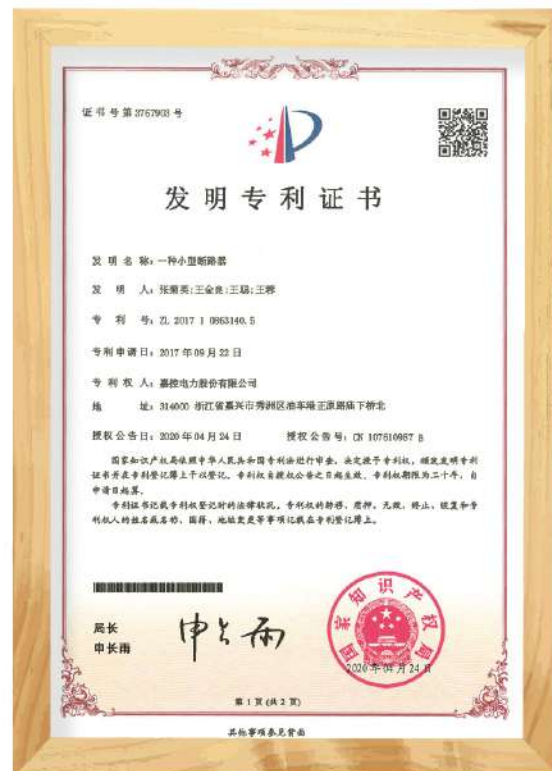 证书号第3767903号
发明专利证书
发明名称：一种小型断路器
发明人：张菊英;王金良;王聪;王蓉
专利号：ZL 2017 1 0863140.5
专利申请日：2017年09月22日
专利权人：嘉控电力股份有限公司
地址：314000 浙江省嘉兴市秀洲区油车港正原路庙下桥北
授权公告日：2020年04月24日 授权公告号：CN 107610987 B
国家知识产权局依照中华人民共和国专利法进行审查，决定授予专利权，颁发发明专利
证书并在专利登记簿上予以登记。专利权自授权公告之日起生效。专利权期限为二十年，自
申请日起算。
专利证书记载专利权登记时的法律状况。专利权的转移、质押、无效、终止、恢复和专
利权人的姓名或名称、国籍、地址变更等事项记载在专利登记簿上。
局长
申长雨
申长雨
国家知识产权局
2020年04月24日
第1页(共2页)
其他事项参见背面